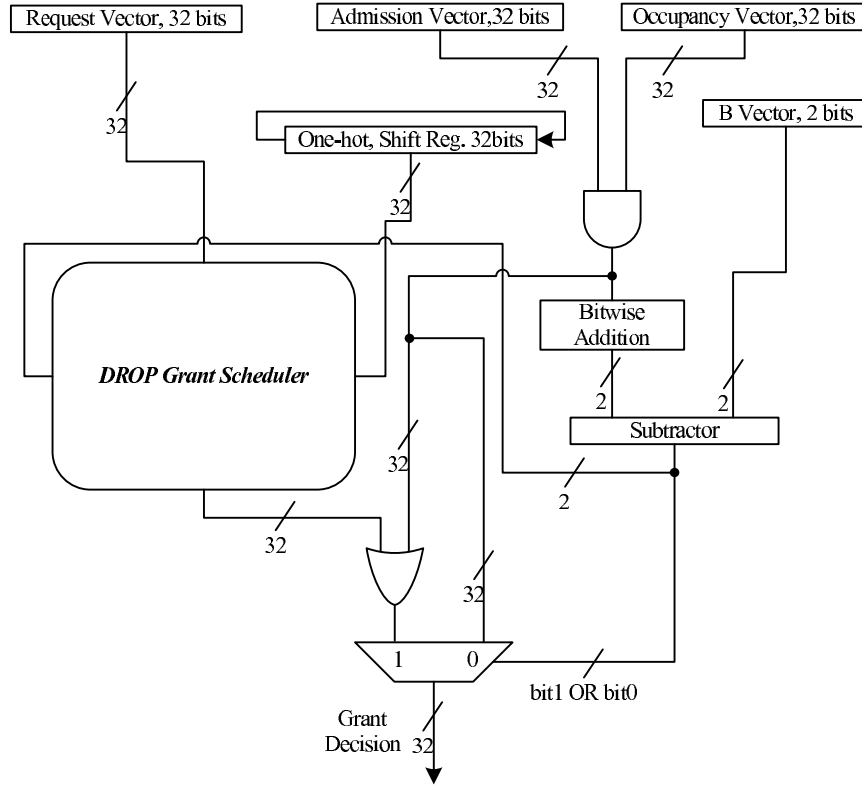 Request Vector, 32 bits
Admission Vector,32 bits
Occupancy Vector,32 bits
32
32
32
B Vector, 2 bits
One-hot, Shift Reg. 32bits
32
Bitwise
Addition
DROP Grant Scheduler
2
2
Subtractor
32
2
32
32
1
0
bit1 OR bit0
Grant
Decision
32